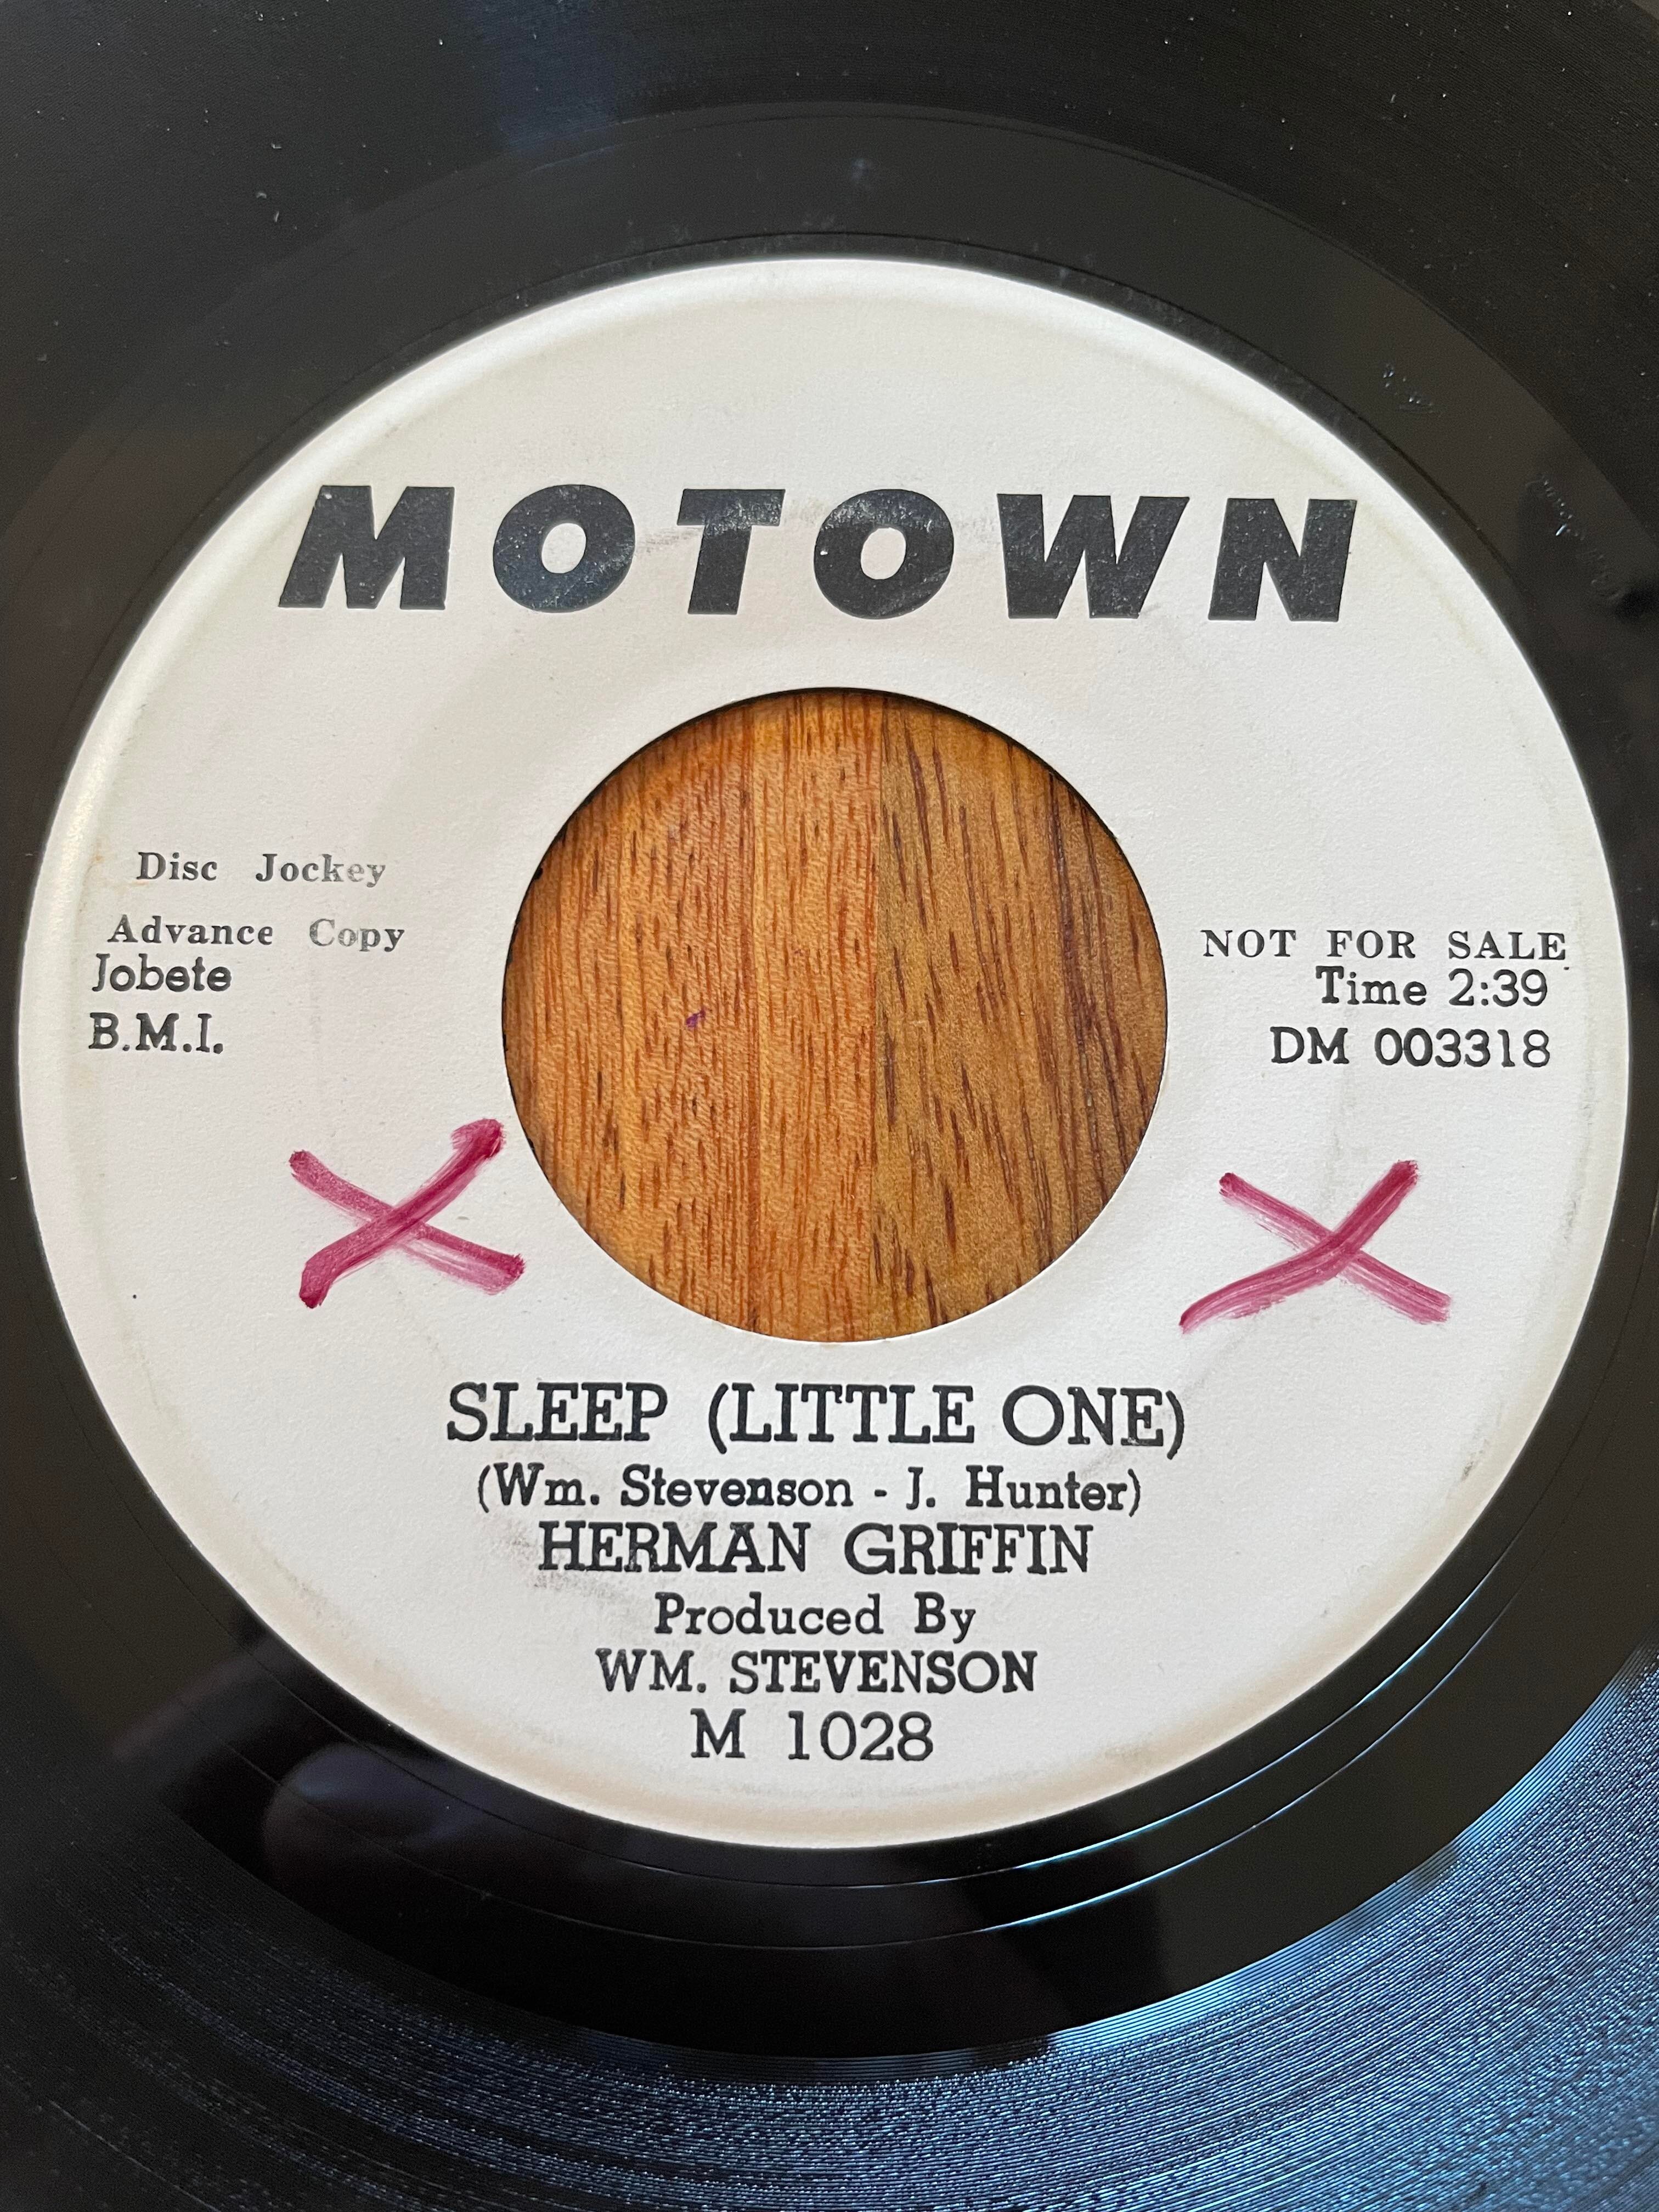 MOTOWN
Disc Jockey
Advance Copy
Jobete
B.M.I.
NOT FOR SALE
Time 2:39
DM 003318
X X
SLEEP (LITTLE ONE)
(Wm. Stevenson - J. Hunter)
HERMAN GRIFFIN
Produced By
WM. STEVENSON
M 1028